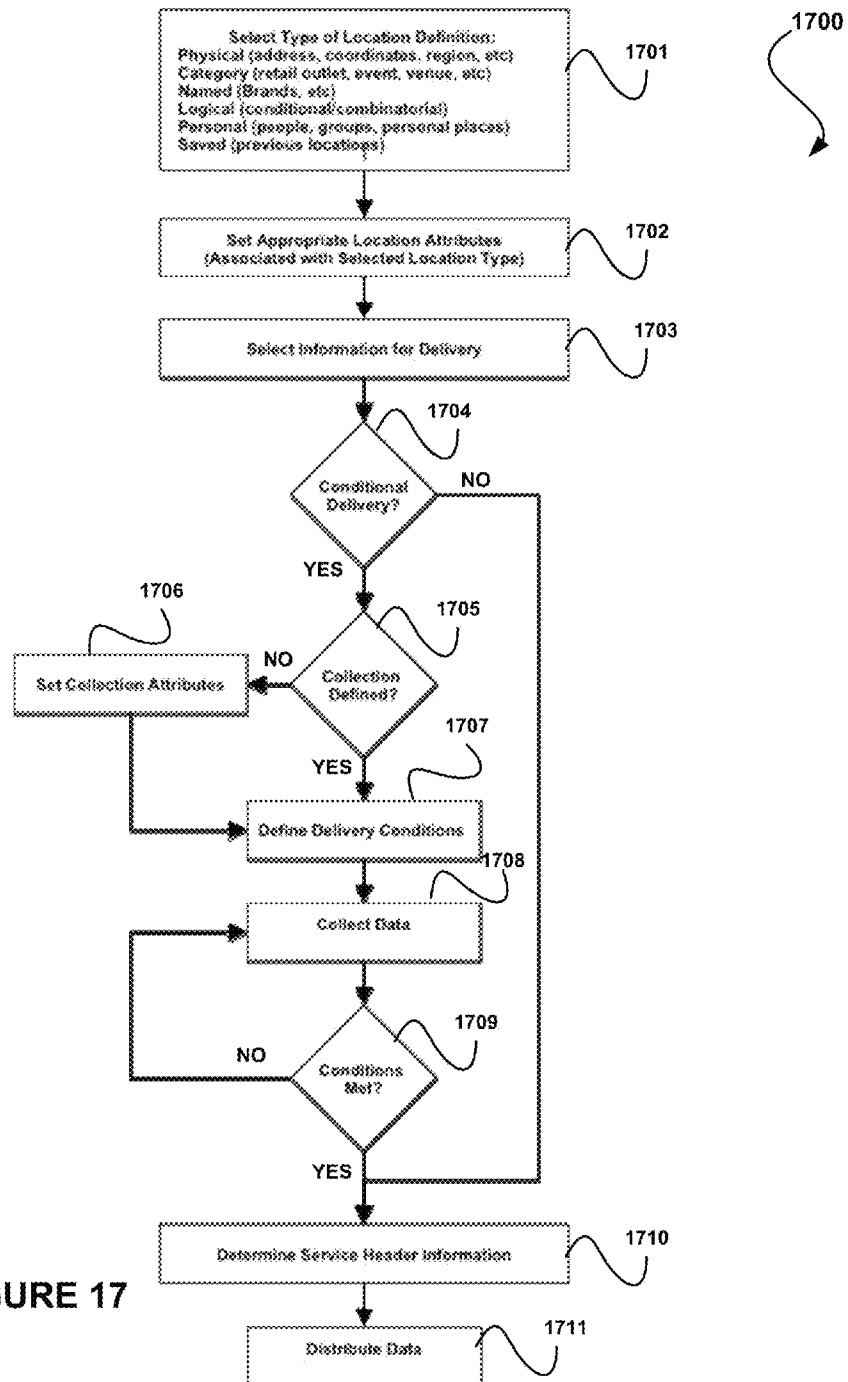 1700
Select Type of Location Definition:
Physical (address, coordinates, region, etc)
Category (retail outlet, event, venue, etc)
Named (Brands, etc)
Logical (conditional/combinatorial)
Personal (people, groups, personal places)
Saved (previous locations)
1701
Set Appropriate Location Attributes
(Associated with Selected Location Type)
1702
Select Information for Delivery
1703
1704
Conditional
Delivery?
NO
YES
1706
1705
Set Collection Attributes
NO
Collection
Defined?
YES
1707
Define Delivery Conditions
1708
Collect Data
1709
NO
Conditions
Met?
YES
Determine Service Header Information
1710
GURE 17
Distribute Data
1711